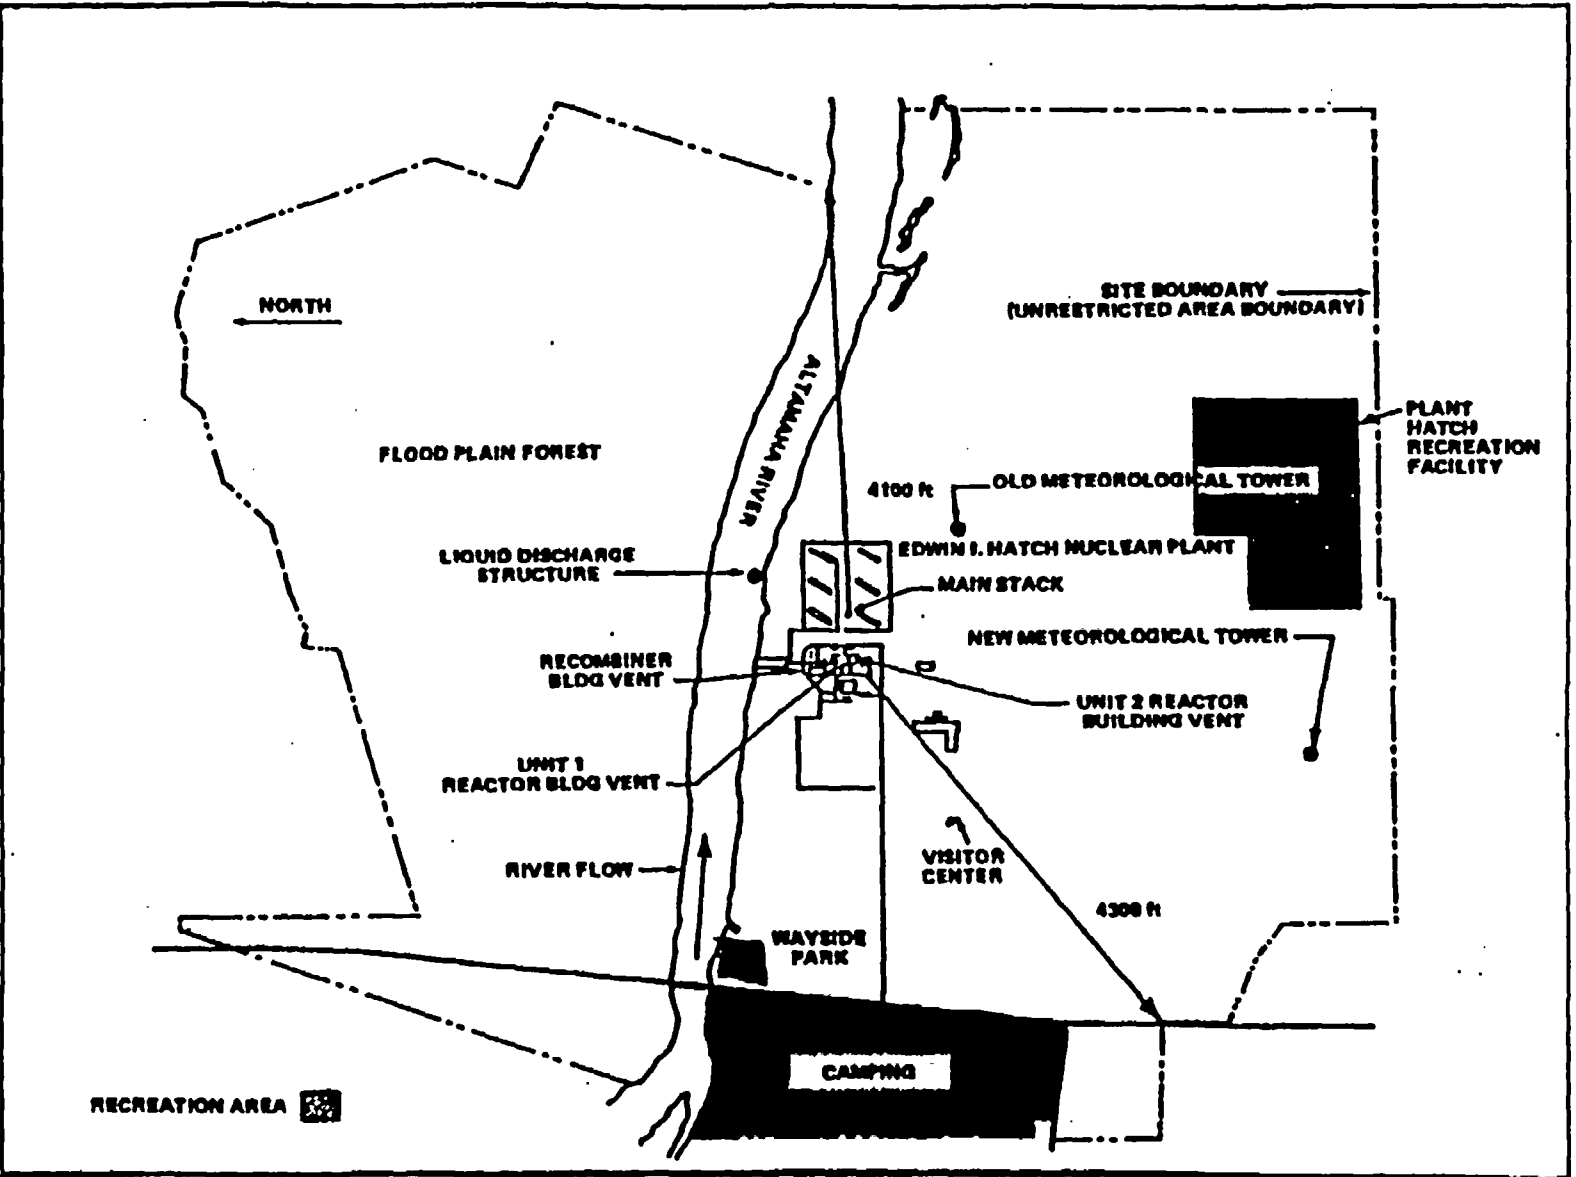 NORTH
SITE BOUNDARY
(UNRESTRICTED AREA BOUNDARY)
ALTAMAHA RIVER
PLANT
HATCH
RECREATION
FACILITY
FLOOD PLAIN FOREST
4100 ft
OLD METEOROLOGICAL TOWER
LIQUID DISCHARGE
STRUCTURE
EDWIN I. HATCH NUCLEAR PLANT
MAIN STACK
NEW METEOROLOGICAL TOWER
RECOMBINER
BLDG VENT
UNIT 2 REACTOR
BUILDING VENT
UNIT 1
REACTOR BLDG VENT
RIVER FLOW
VISITOR
CENTER
4300 ft
WAYSIDE
PARK
CAMPING
RECREATION AREA